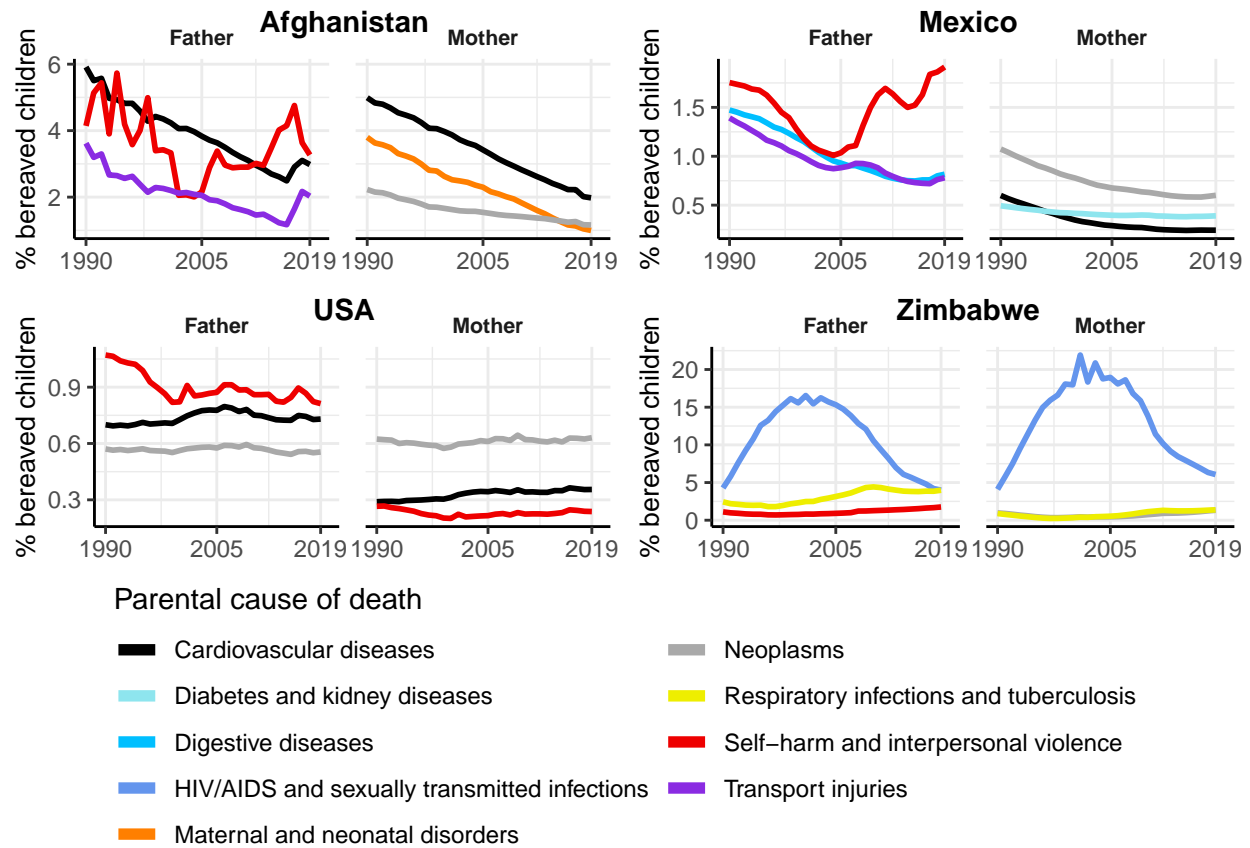 Afghanistan
Father
Mother
% bereaved children
6
4
2
1990
2005
2019
1990
2005
2019
Mexico
Father
Mother
% bereaved children
1.5
1.0
0.5
1990
2005
2019
1990
2005
2019
USA
Father
Mother
% bereaved children
0.9
0.6
0.3
1990
2005
2019
1990
2005
2019
Zimbabwe
Father
Mother
% bereaved children
20
15
10
5
0
1990
2005
2019
1990
2005
2019
Parental cause of death
Cardiovascular diseases
Diabetes and kidney diseases
Digestive diseases
HIV/AIDS and sexually transmitted infections
Maternal and neonatal disorders
Neoplasms
Respiratory infections and tuberculosis
Self−harm and interpersonal violence
Transport injuries